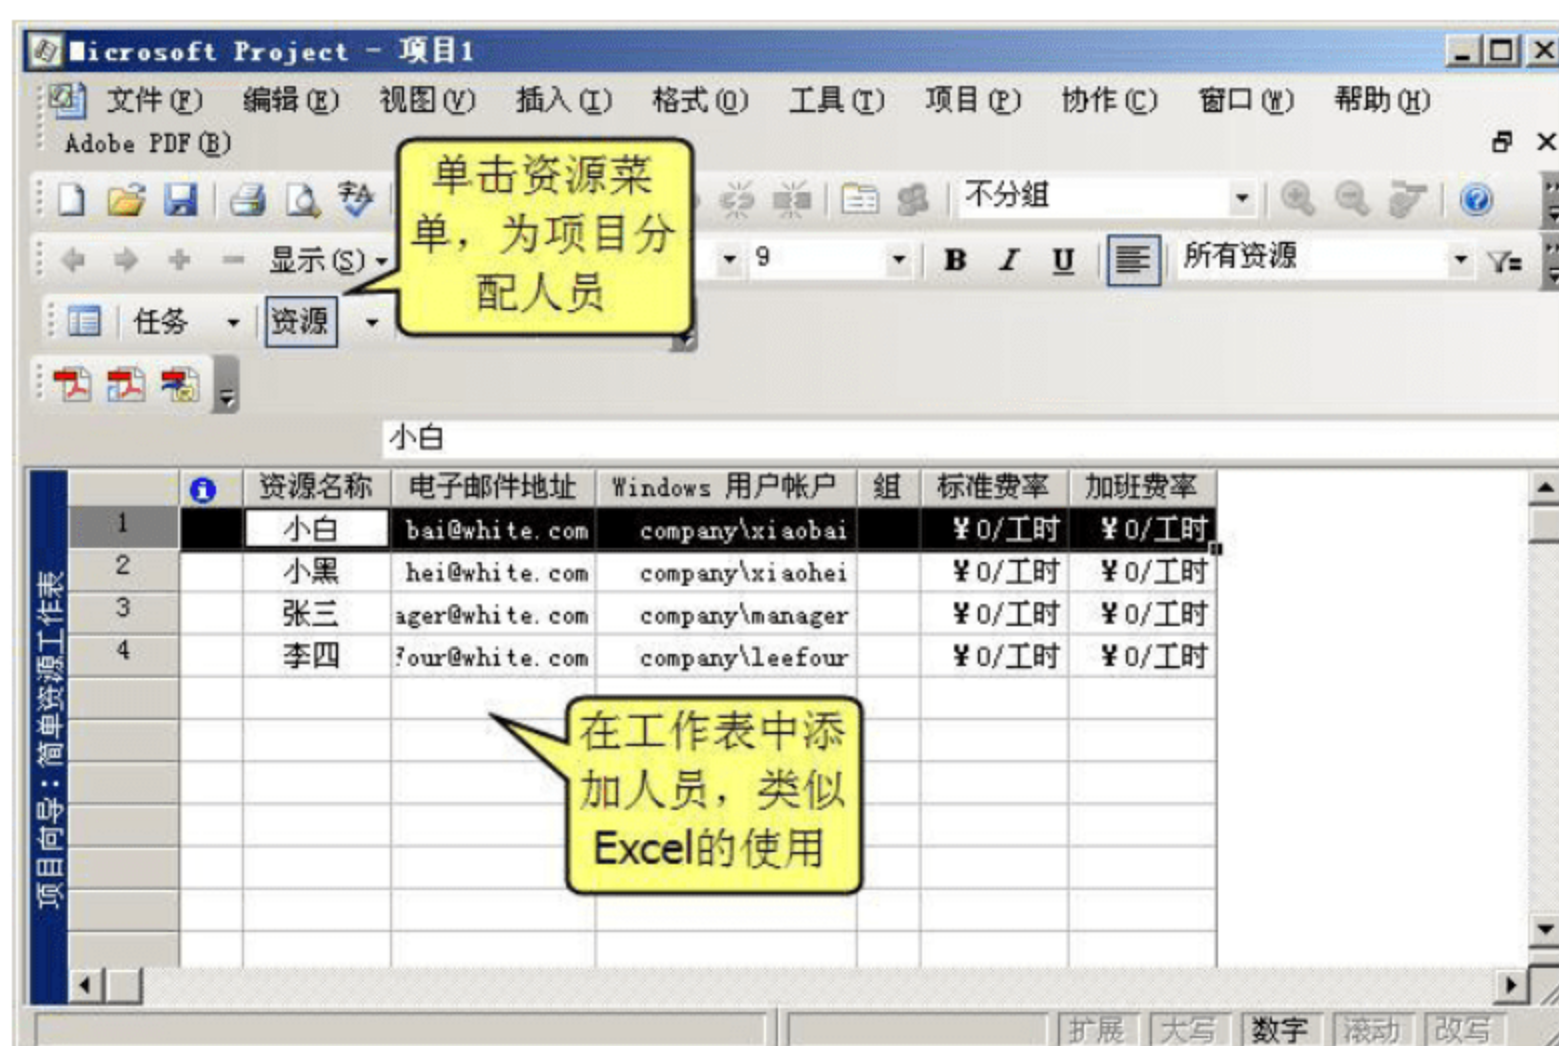 Microsoft Project - 项目1
文件(F) 编辑(E) 视图(V) 插入(I) 格式(O) 工具(T) 项目(P) 协作(C) 窗口(W) 帮助(H)
Adobe PDF(B)
单击资源菜
单，为项目分
配人员
不分组
显示(S) 9 B I U 所有资源
任务 资源
小白
资源名称 电子邮件地址 Windows 用户帐户 组 标准费率 加班费率
1 小白 bai@white.com company\xiaobai ¥0/工时 ¥0/工时
2 小黑 hei@white.com company\xiaohei ¥0/工时 ¥0/工时
3 张三 ager@white.com company\manager ¥0/工时 ¥0/工时
4 李四 four@white.com company\leefour ¥0/工时 ¥0/工时
在工作表中添
加人员，类似
Excel的使用
项目向导：简单资源工作表
扩展 大写 数字 滚动 改写